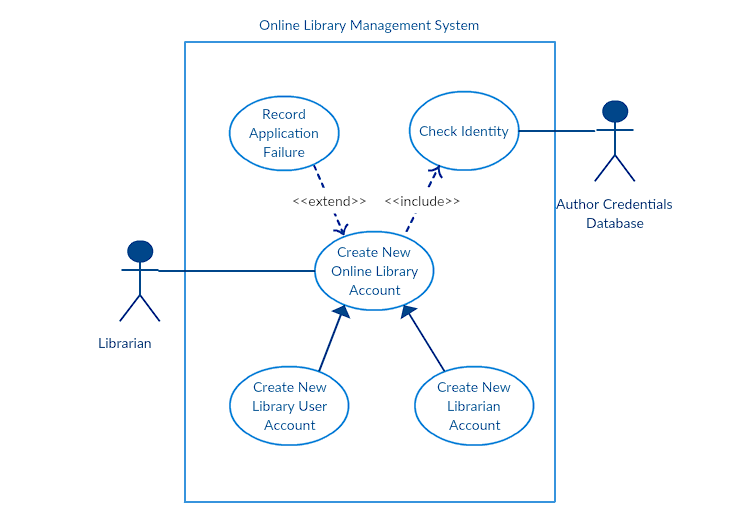 Online Library Management System
Record
Application
Failure
Check Identity
<<extend>>
<<include>>
Author Credentials
Database
Create New
Online Library
Account
Librarian
Create New
Library User
Account
Create New
Librarian
Account